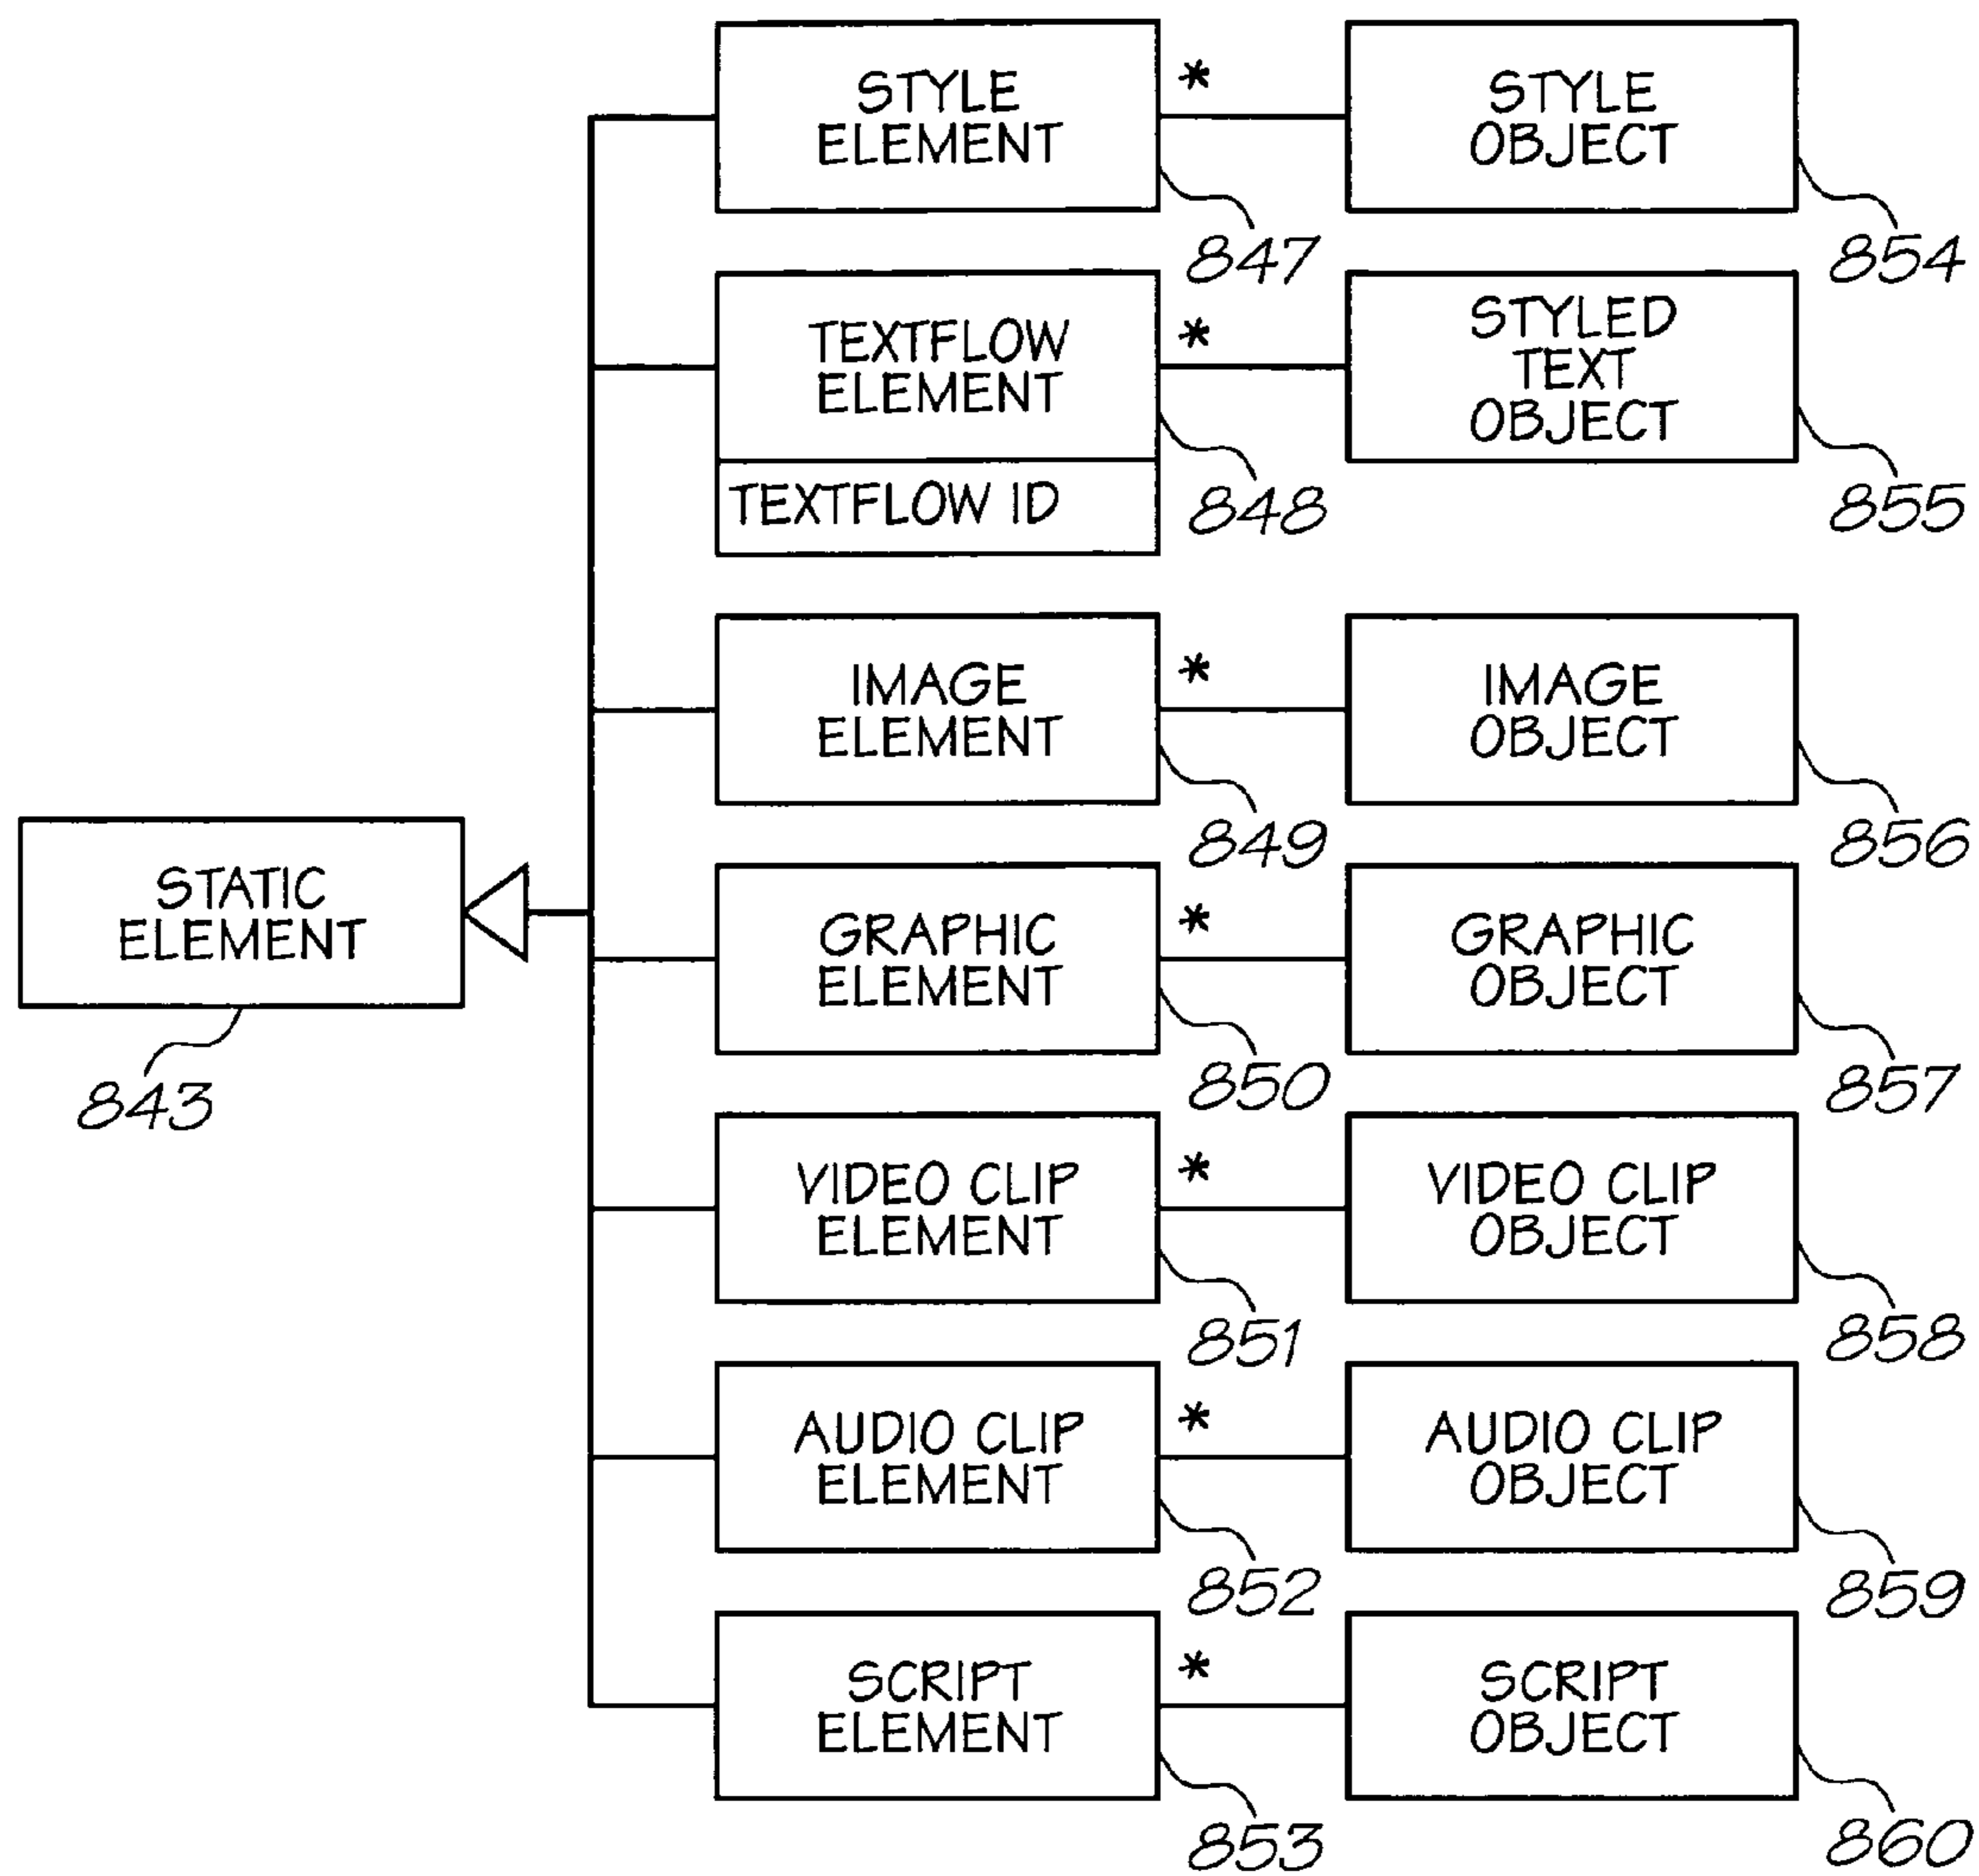 STYLE
ELEMENT
*
STYLE
OBJECT
847
854
TEXTFLOW
ELEMENT
TEXTFLOW ID
*
STYLED
TEXT
OBJECT
848
855
IMAGE
ELEMENT
*
IMAGE
OBJECT
849
856
STATIC
ELEMENT
843
GRAPHIC
ELEMENT
*
GRAPHIC
OBJECT
850
857
VIDEO CLIP
ELEMENT
*
VIDEO CLIP
OBJECT
851
858
AUDIO CLIP
ELEMENT
*
AUDIO CLIP
OBJECT
852
859
SCRIPT
ELEMENT
*
SCRIPT
OBJECT
853
860